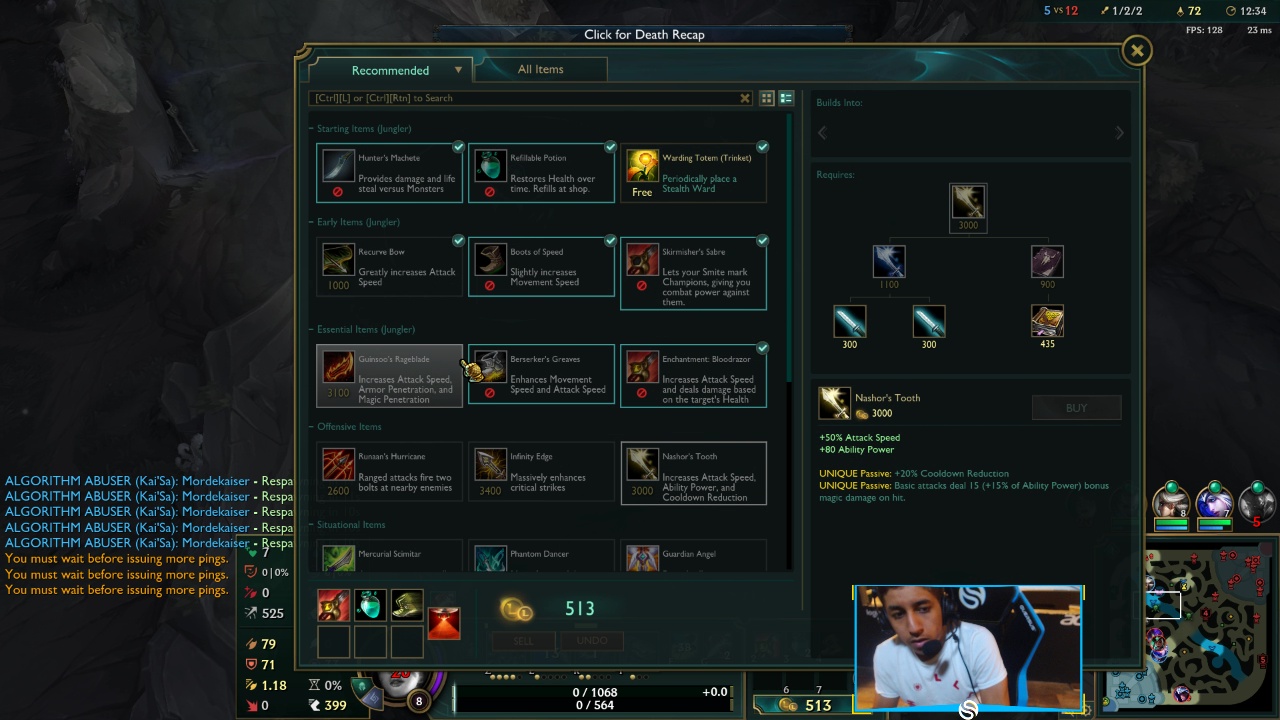 5 vs 12 1/2/2 72 12:34
FPS: 128 23 ms
Click for Death Recap
Recommended All Items
[Ctrl][L] or [Ctrl][Rtn] to Search
Starting Items (Jungler)
Hunter's Machete
Provides damage and life
steal versus Monsters
Refillable Potion
Restores Health over
time. Refills at shop.
Warding Totem (Trinket)
Periodically place a
Stealth Ward
Free
Early Items (Jungler)
Recurve Bow
Greatly increases Attack
Speed
1000
Boots of Speed
Slightly increases
Movement Speed
Skirmisher's Sabre
Lets your Smite mark
Champions, giving you
combat power against
them.
Essential Items (Jungler)
Guinsoo's Rageblade
Increases Attack Speed,
Armor Penetration, and
Magic Penetration
3100
Berserker's Greaves
Enhances Movement
Speed and Attack Speed
Enchantment: Bloodrazor
Increases Attack Speed
and deals damage based
on the target's Health
Offensive Items
Runaan's Hurricane
Ranged attacks fire two
bolts at nearby enemies
2600
Infinity Edge
Massively enhances
critical strikes
3400
Nashor's Tooth
Increases Attack Speed,
Ability Power, and
Cooldown Reduction
3000
Situational Items
Mercurial Scimitar
Phantom Dancer
Guardian Angel
513
SELL UNDO
Builds Into:
Requires:
3000
1100 900
300 300 435
Nashor's Tooth
3000
BUY
+50% Attack Speed
+80 Ability Power
UNIQUE Passive: +20% Cooldown Reduction
UNIQUE Passive: Basic attacks deal 15 (+15% of Ability Power) bonus
magic damage on hit.
ALGORITHM ABUSER (Kai'Sa): Mordekaiser - Respa
ALGORITHM ABUSER (Kai'Sa): Mordekaiser - Respa
ALGORITHM ABUSER (Kai'Sa): Mordekaiser - Respa
ALGORITHM ABUSER (Kai'Sa): Mordekaiser - Respa
ALGORITHM ABUSER (Kai'Sa): Mordekaiser - Respa
You must wait before issuing more pings.
You must wait before issuing more pings.
You must wait before issuing more pings.
7
0|0%
0
525
79
71
1.18 0%
0 399
8
0 / 1068 +0.0
0 / 564
6 7
513
8
7
5